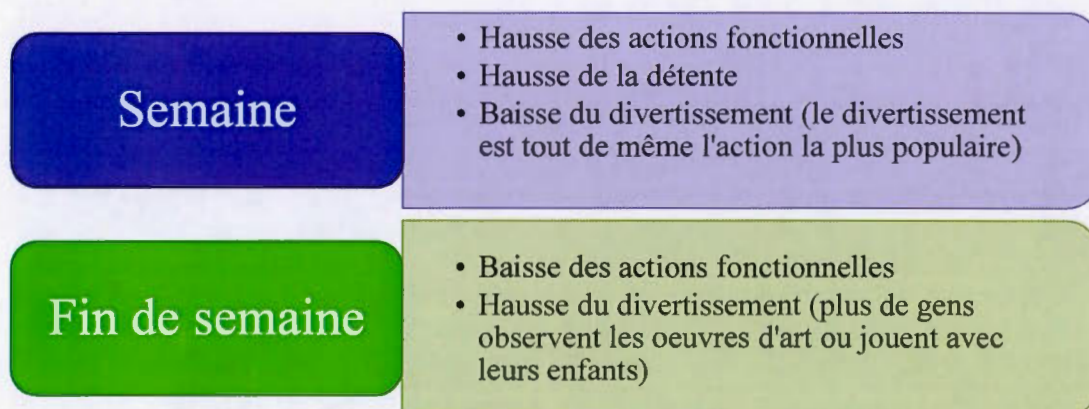 Semaine
• Hausse des actions fonctionnelles
• Hausse de la détente
• Baisse du divertissement (le divertissement
est tout de même l'action la plus populaire)
Fin de semaine
• Baisse des actions fonctionnelles
• Hausse du divertissement (plus de gens
observent les oeuvres d'art ou jouent avec
leurs enfants)